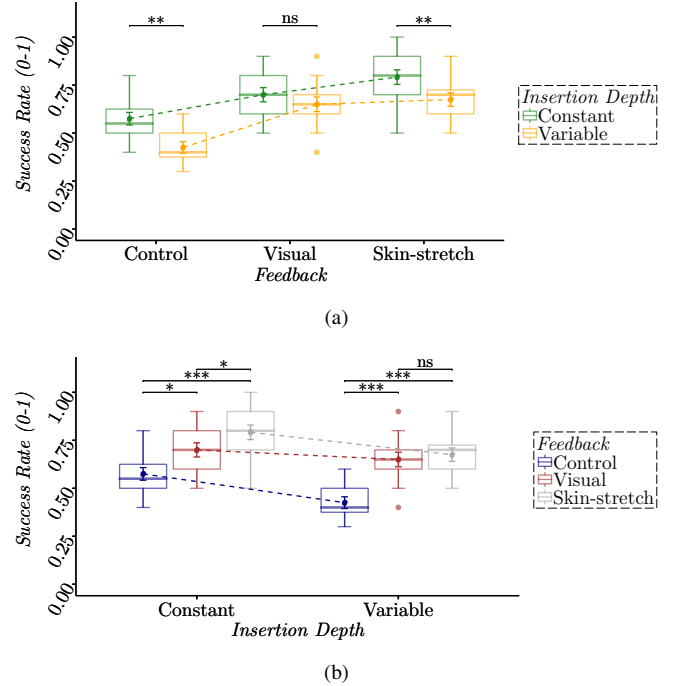 ** ns **
1.00
0.75
0.50
0.25
0.00
Success Rate (0-1)
Control Visual Skin-stretch
Feedback
Insertion Depth
Constant
Variable
(a)
* ns
*** ***
* ***
1.00
0.75
0.50
0.25
0.00
Success Rate (0-1)
Constant Variable
Insertion Depth
Feedback
Control
Visual
Skin-stretch
(b)